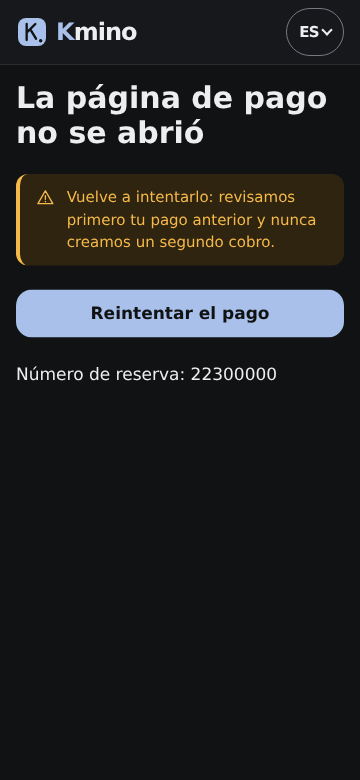 K. Kmino
ES
La página de pago
no se abrió
Vuelve a intentarlo: revisamos
primero tu pago anterior y nunca
creamos un segundo cobro.
Reintentar el pago
Número de reserva: 22300000